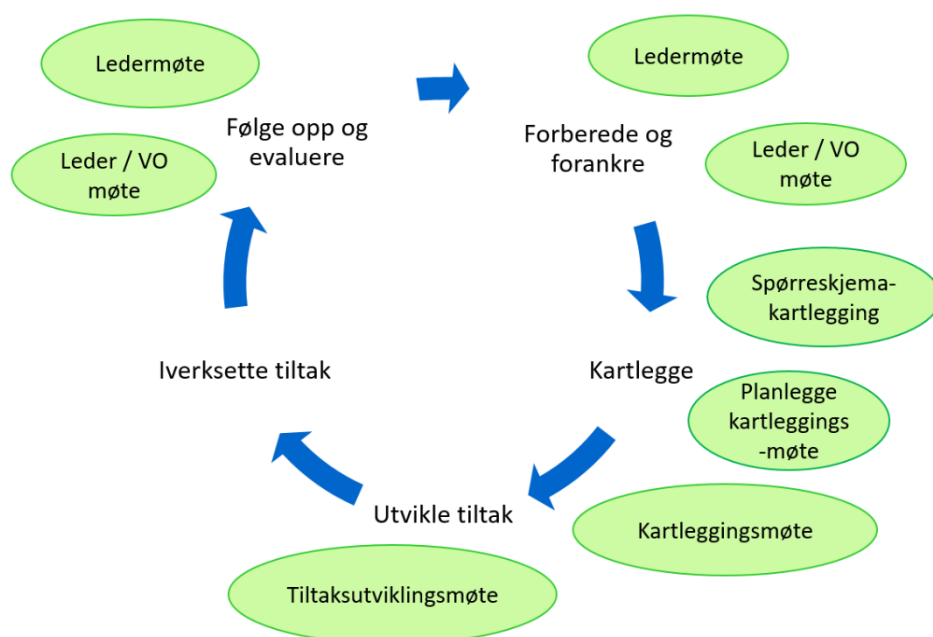 Ledermøte
Følge opp og
evaluere
Leder / VO
møte
Ledermøte
Forberede og
forankre
Leder / VO
møte
Spørreskjema-
kartlegging
Kartlegge
Planlegge
kartleggings
-møte
Kartleggingsmøte
Utvikle tiltak
Tiltaksutviklingsmøte
Iverksette tiltak